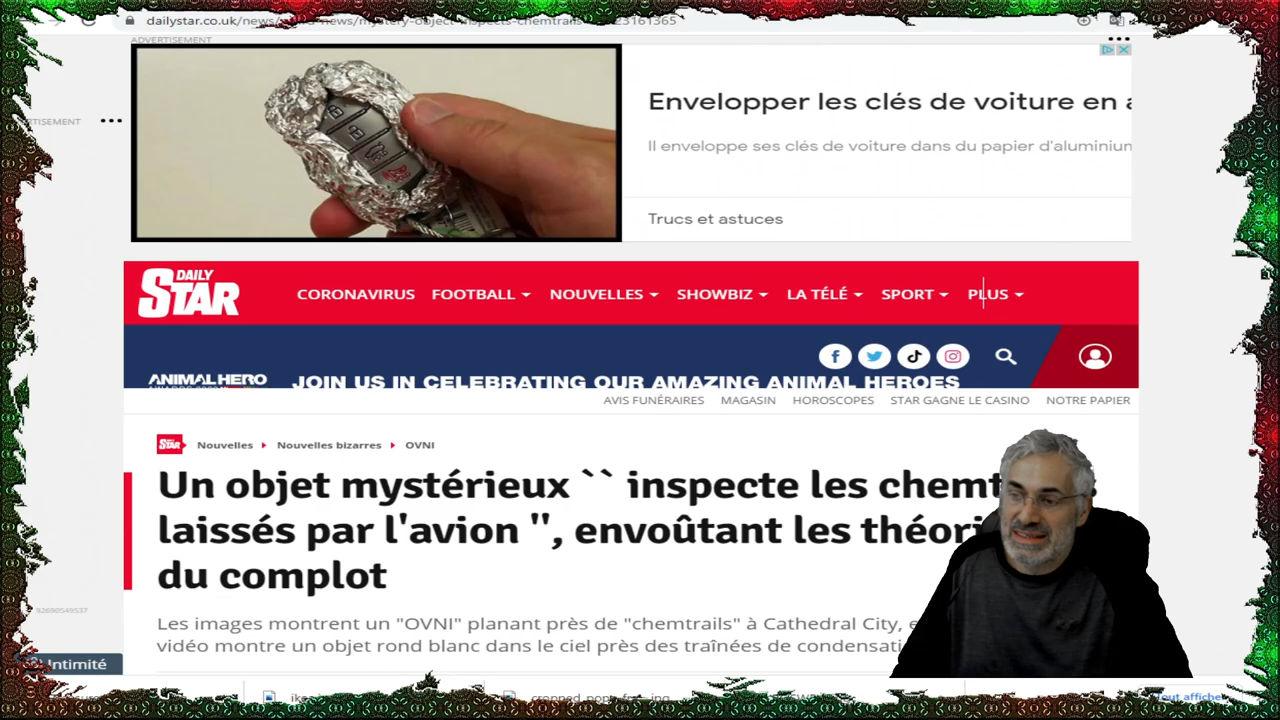 dailystar.co.uk/news/
ADVERTISEMENT
Envelopper les clés de voiture en
Il enveloppe ses clés de voiture dans du papier d'aluminium
Trucs et astuces
DAILY
STAR
CORONAVIRUS FOOTBALL NOUVELLES SHOWBIZ LA TÉLÉ SPORT PLUS
ANIMAL HERO
JOIN US IN CELEBRATING OUR AMAZING ANIMAL HEROES
AVIS FUNÉRAIRES MAGASIN HOROSCOPES STAR GAGNE LE CASINO NOTRE PAPIER
STAR Nouvelles Nouvelles bizarres OVNI
Un objet mystérieux `` inspecte les
laissés par l'avion '', envoûtant les
du complot
Les images montrent un "OVNI" planant près de "chemtrails" à Cathedral City,
vidéo montre un objet rond blanc dans le ciel près des traînées de
92690549537
Intimité